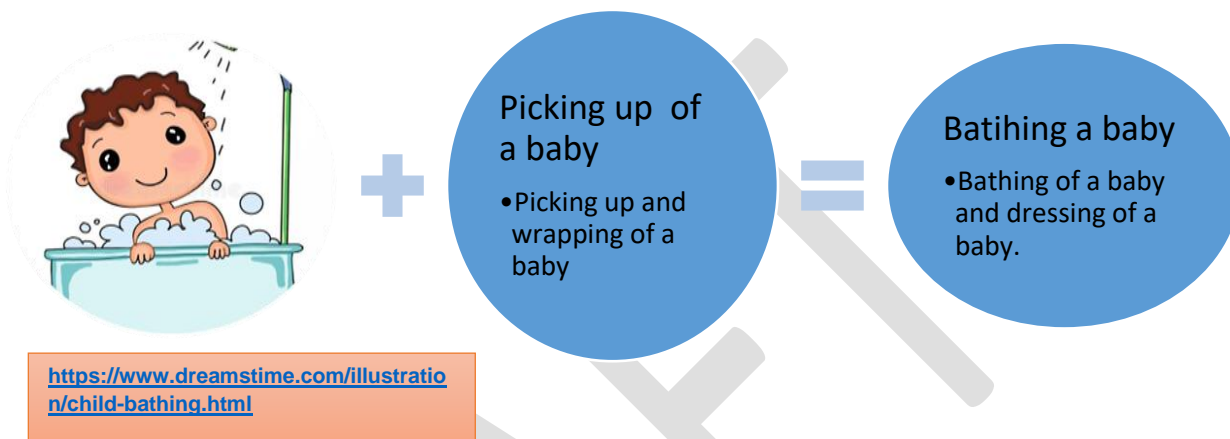 Picking up of
a baby
•Picking up and
wrapping of a
baby
Batihing a baby
•Bathing of a baby
and dressing of a
baby.
https://www.dreamstime.com/illustratio
n/child-bathing.html